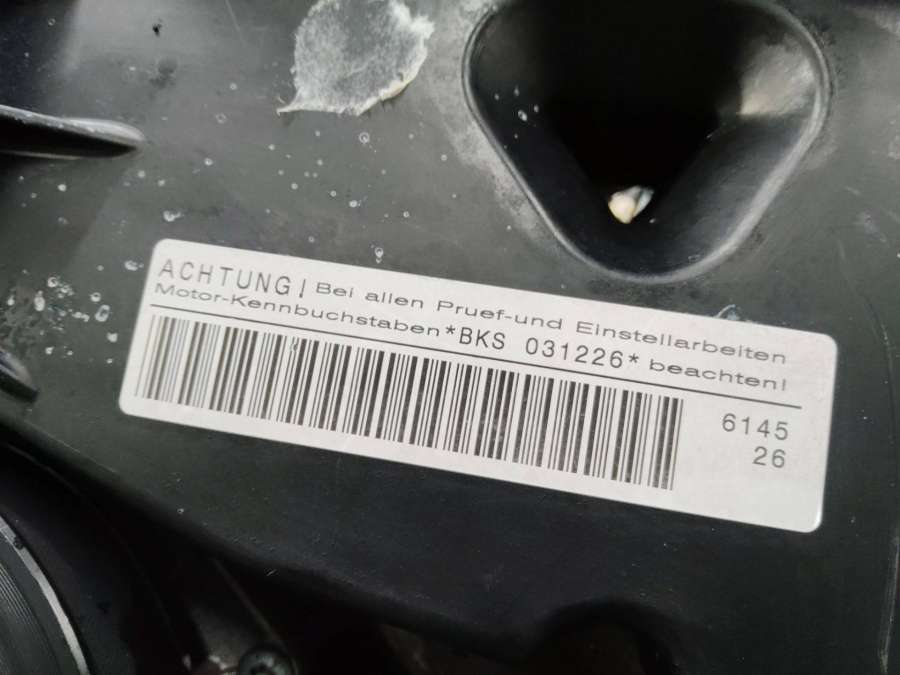 ACHTUNG! Bei allen Pruef-und Einstellarbeiten
Motor-Kennbuchstaben*BKS 031226* beachten!
6145
26